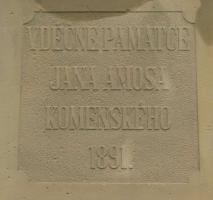 VDĚČNÉ PAMÁTCE
JANA AMOSA
KOMENSKÉHO
1891.